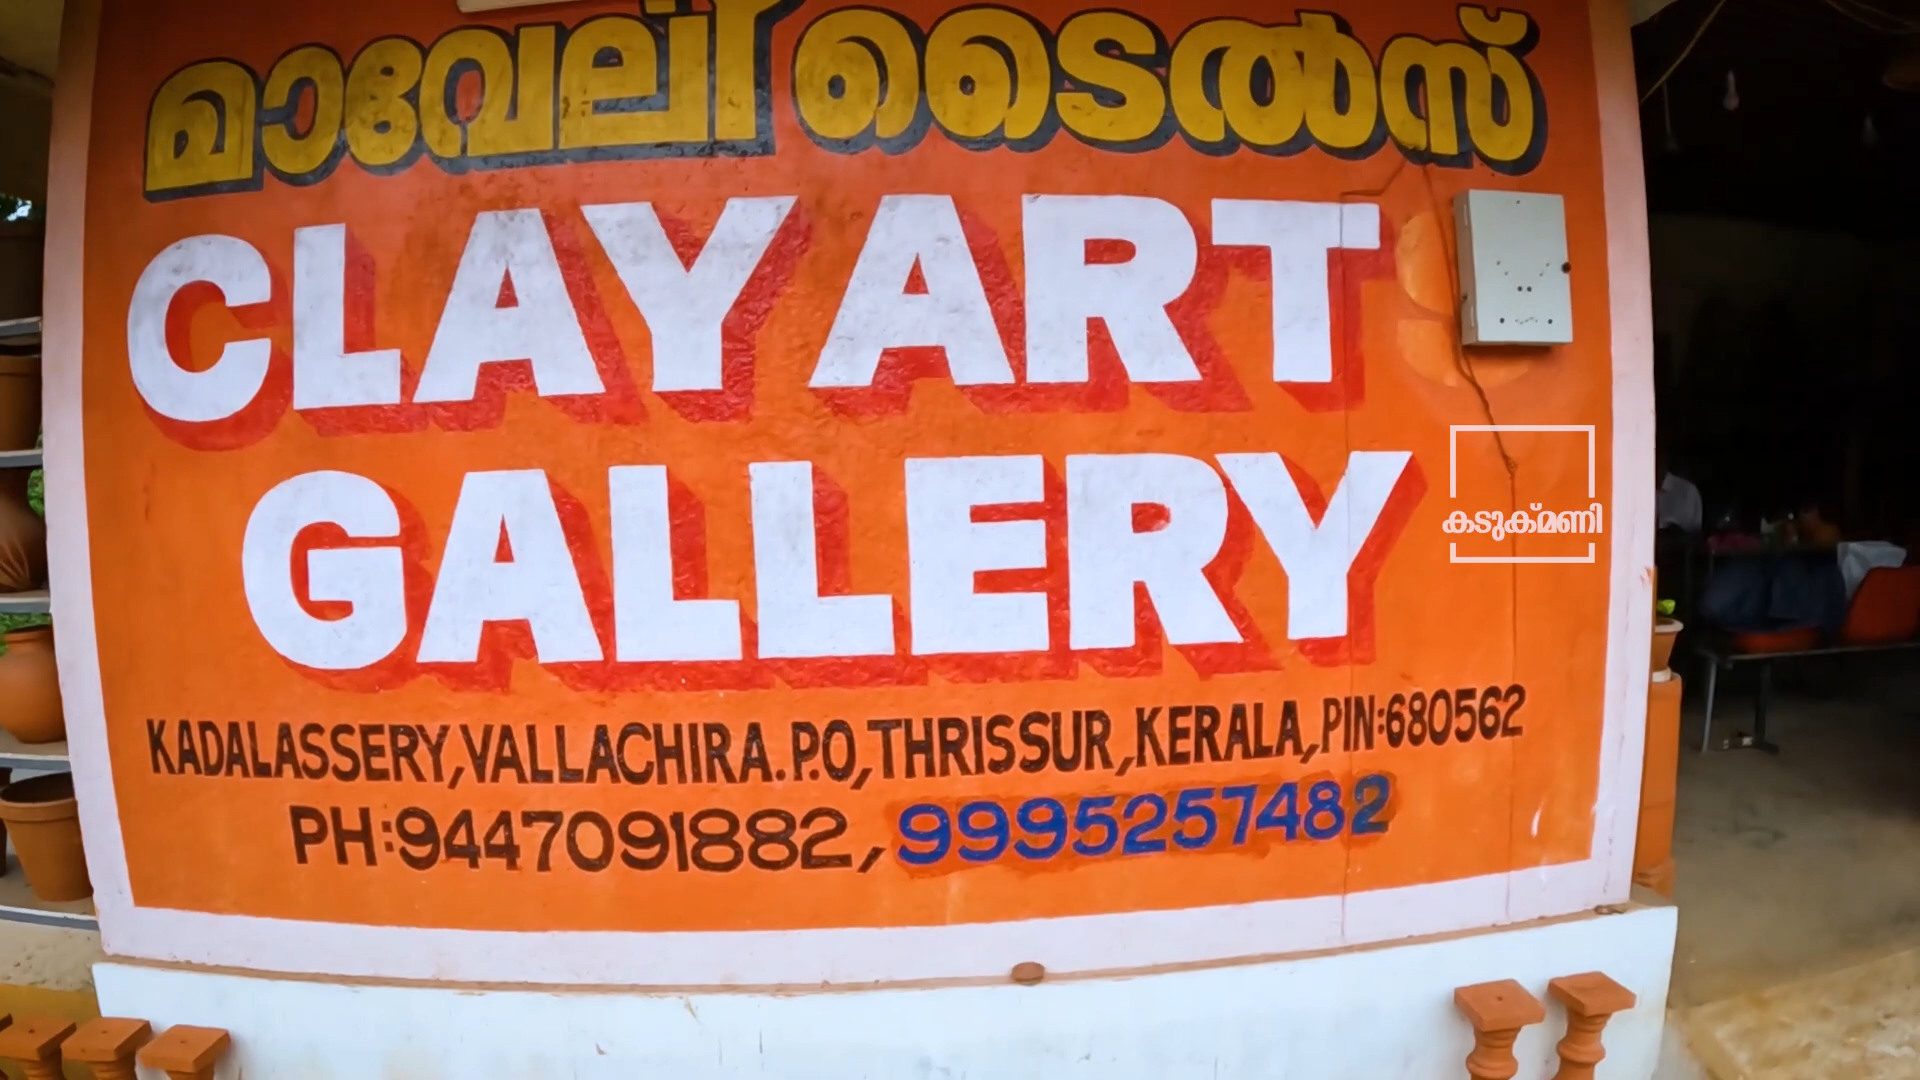 മാവേലി ടൈൽസ്
CLAY ART
GALLERY
കടുക്മണി
KADALASSERY,VALLACHIRA.P.O,THRISSUR,KERALA,PIN:680562
PH:9447091882,9995257482